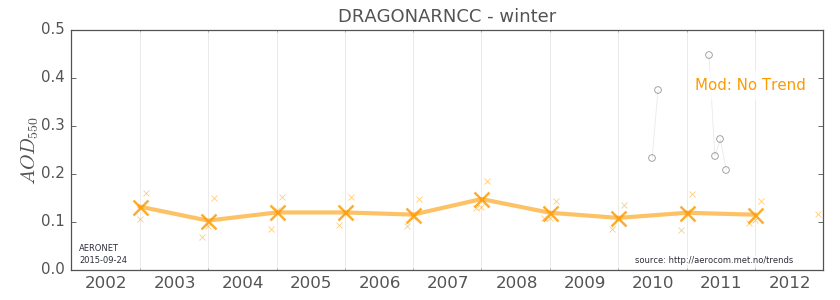 DRAGONARNCC - winter
0.5
0.4
0.3
0.2
0.1
0.0
AOD550
Mod: No Trend
AERONET
2015-09-24
source: http://aerocom.met.no/trends
2002 2003 2004 2005 2006 2007 2008 2009 2010 2011 2012